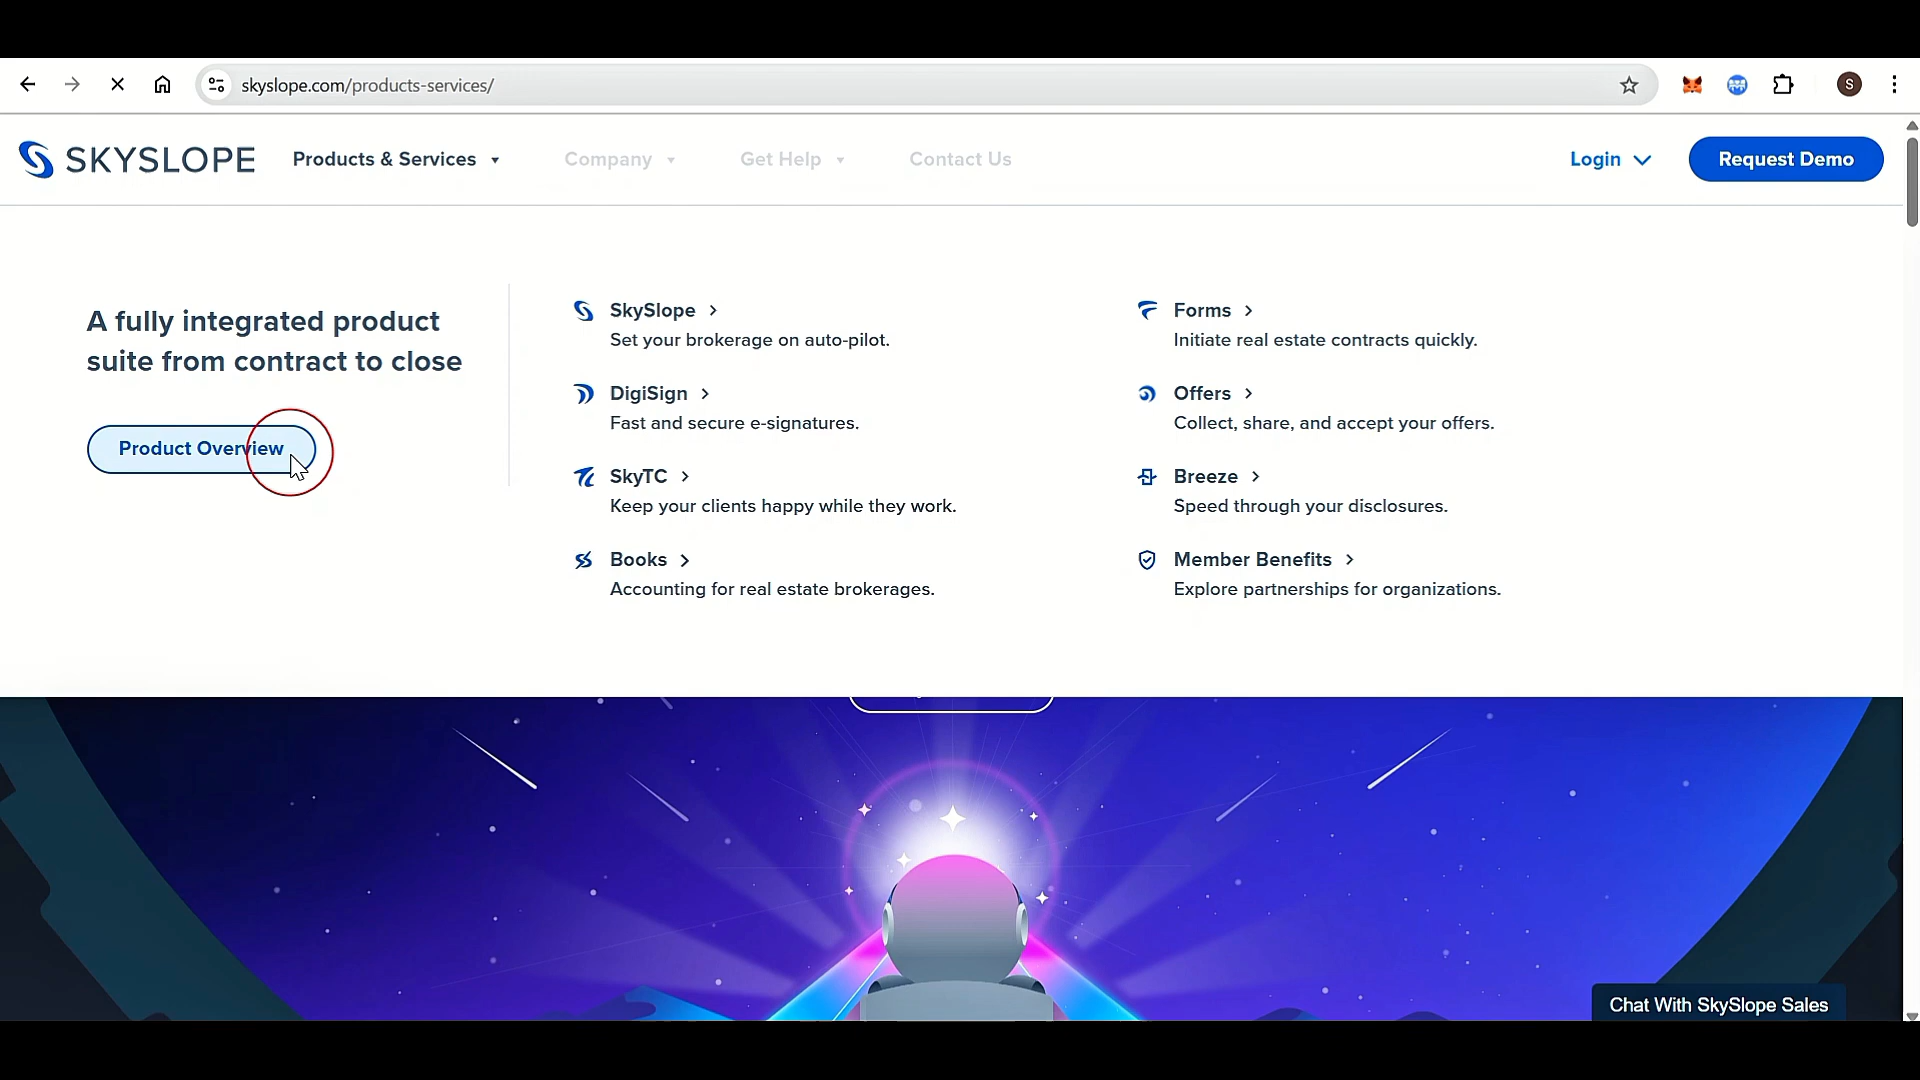 skyslope.com/products-services/
S
SKYSLOPE
Products & Services
Company
Get Help
Contact Us
Login
Request Demo
A fully integrated product
suite from contract to close
Product Overview
SkySlope
Set your brokerage on auto-pilot.
DigiSign
Fast and secure e-signatures.
SkyTC
Keep your clients happy while they work.
Books
Accounting for real estate brokerages.
Forms
Initiate real estate contracts quickly.
Offers
Collect, share, and accept your offers.
Breeze
Speed through your disclosures.
Member Benefits
Explore partnerships for organizations.
Chat With SkySlope Sales